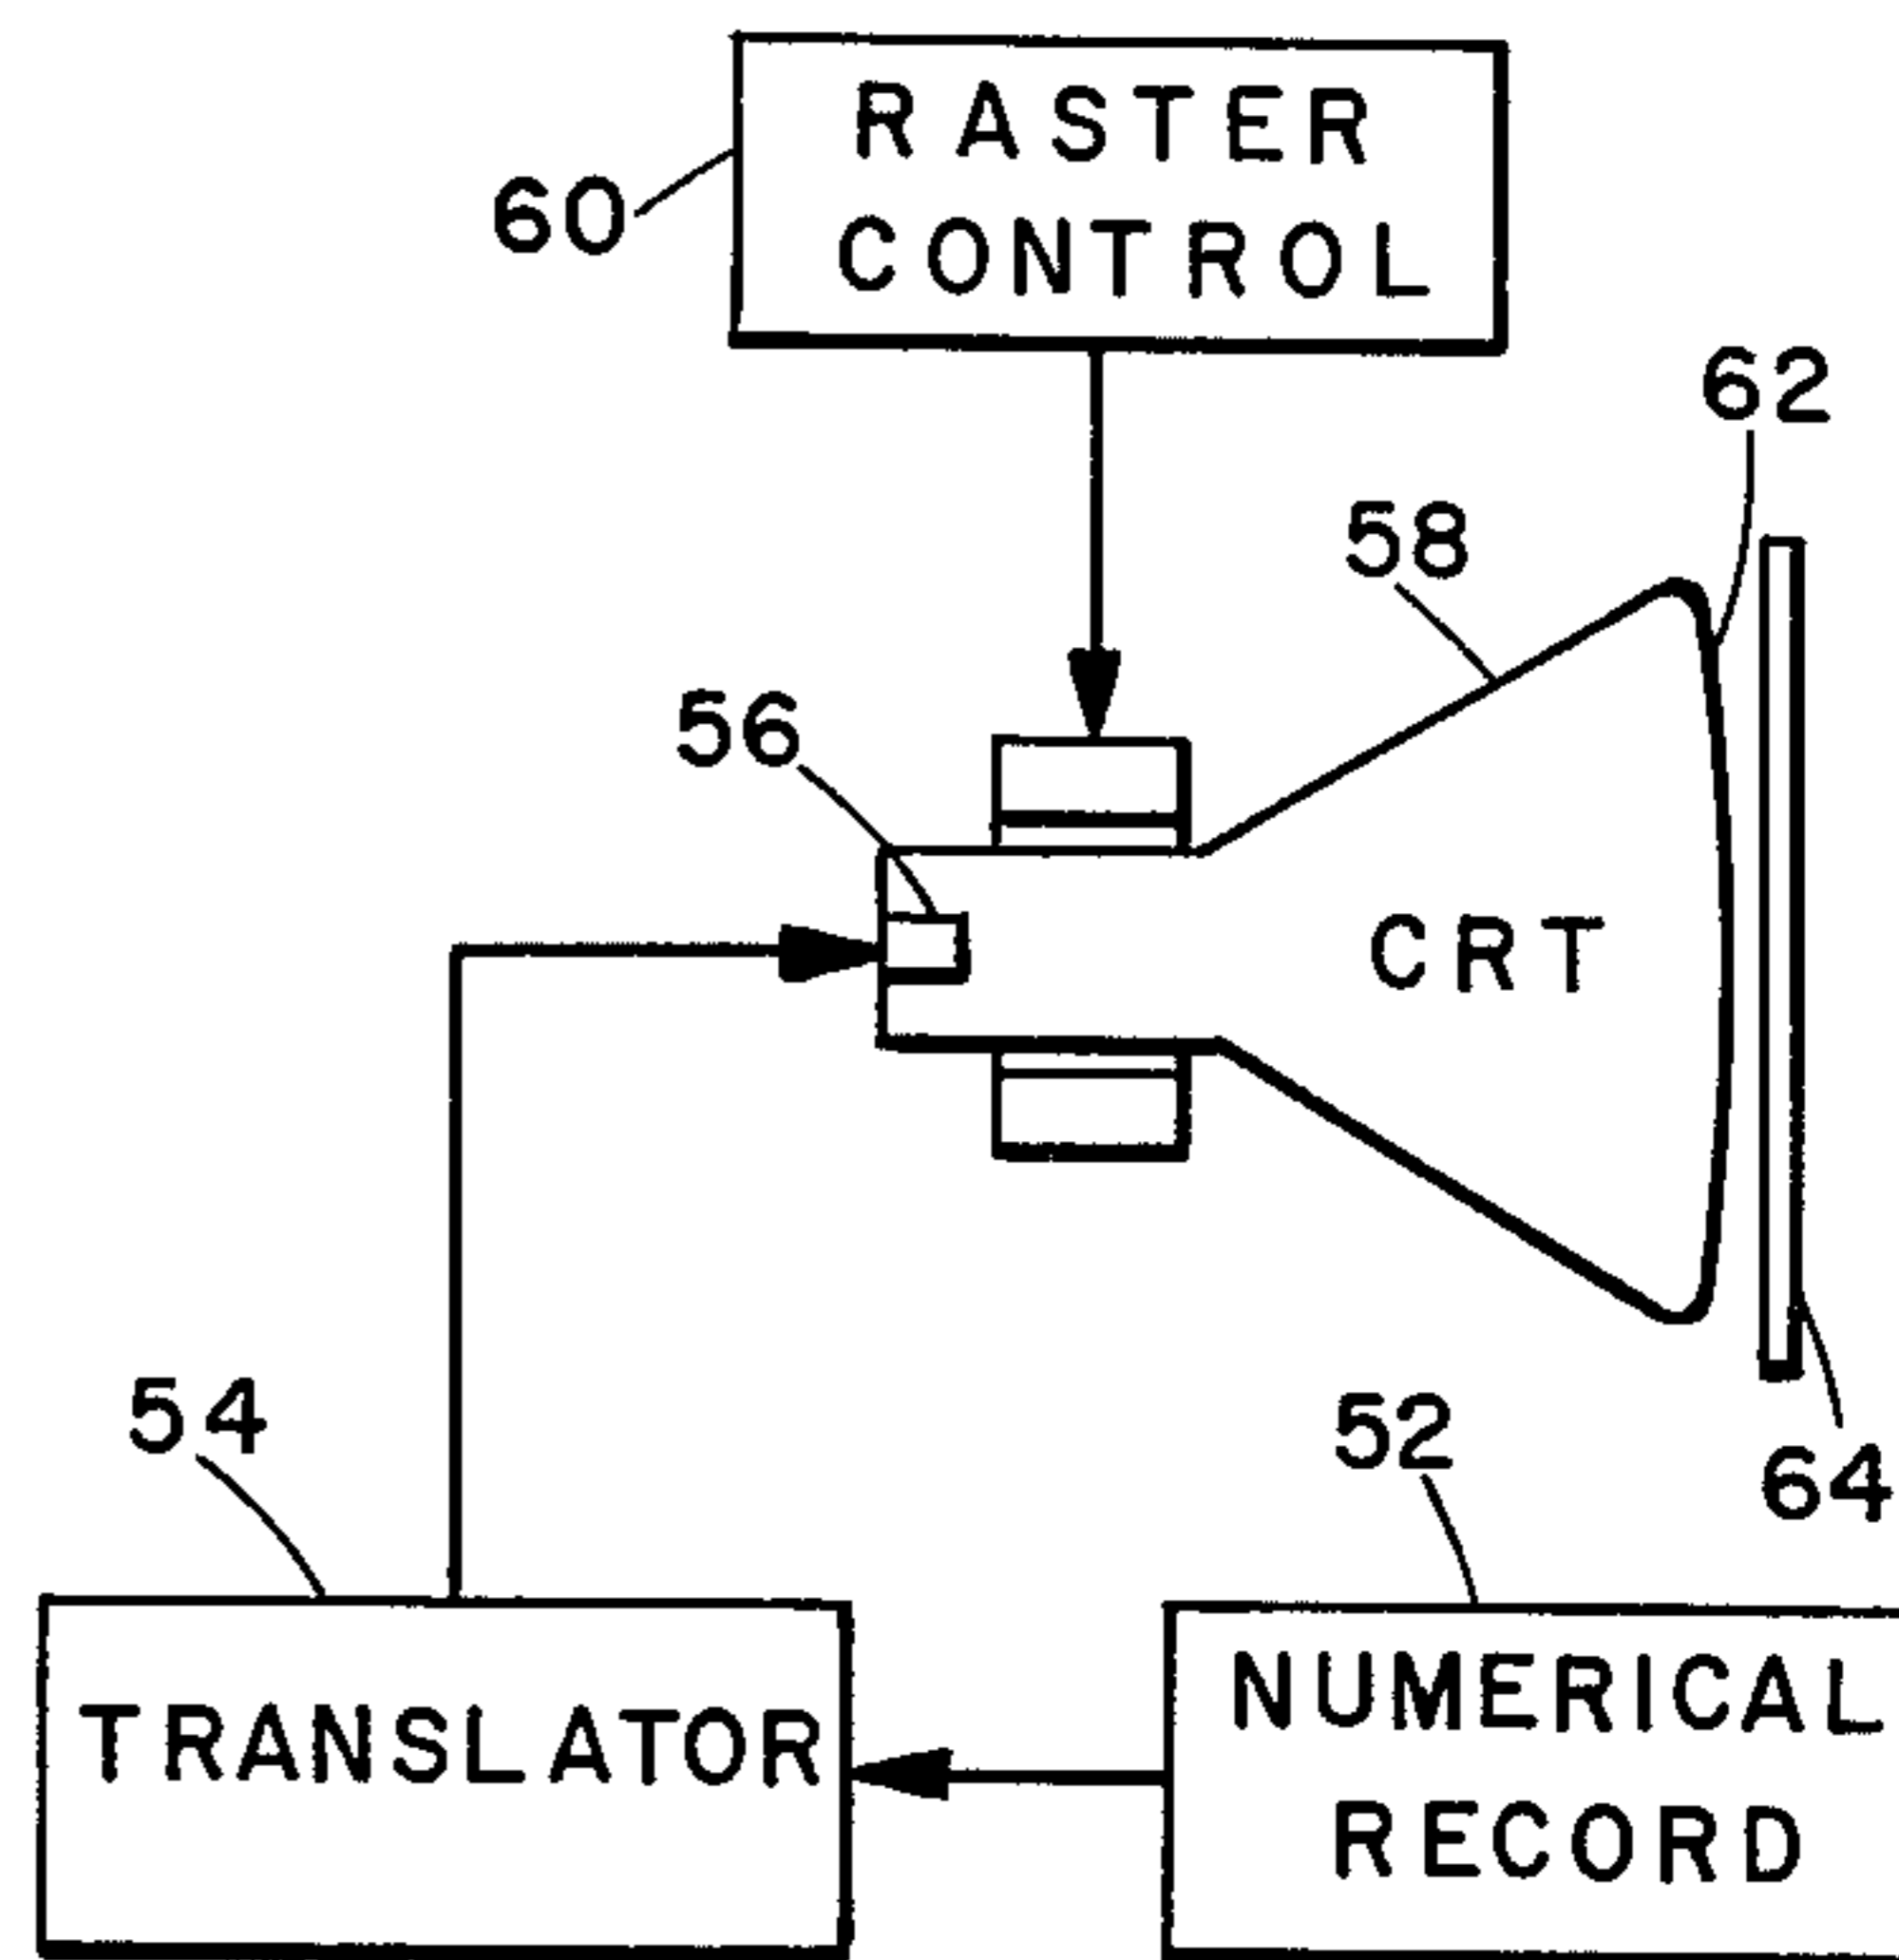 RASTER
CONTROL
60
62
58
56
CRT
54
52
64
TRANSLATOR
NUMERICAL
RECORD